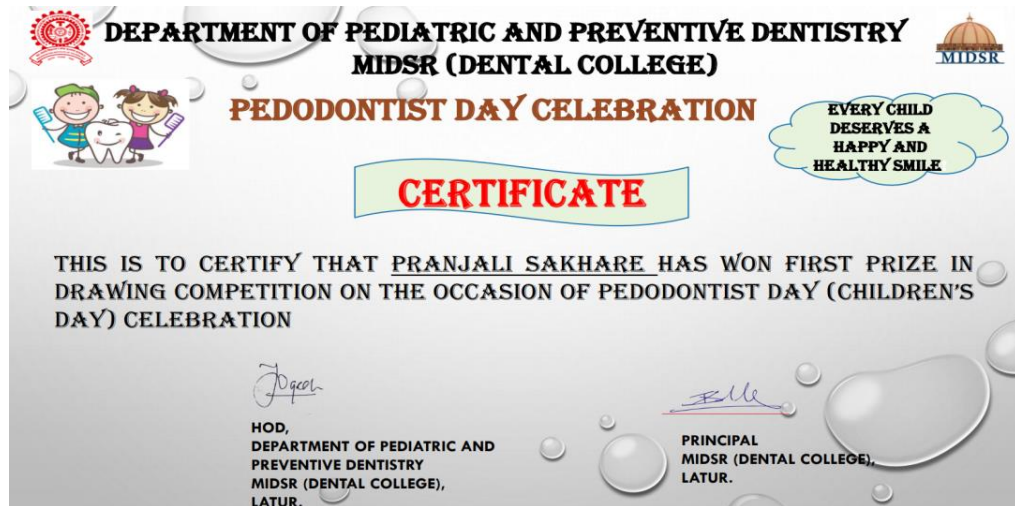 DEPARTMENT OF PEDIATRIC AND PREVENTIVE DENTISTRY
MIDSR (DENTAL COLLEGE)
MIDSR
PEDODONTIST DAY CELEBRATION
EVERY CHILD
DESERVES A
HAPPY AND
HEALTHY SMILE
CERTIFICATE
THIS IS TO CERTIFY THAT PRANJALI SAKHARE HAS WON FIRST PRIZE IN
DRAWING COMPETITION ON THE OCCASION OF PEDODONTIST DAY (CHILDREN'S
DAY) CELEBRATION
HOD,
DEPARTMENT OF PEDIATRIC AND
PREVENTIVE DENTISTRY
MIDSR (DENTAL COLLEGE),
LATUR.
PRINCIPAL
MIDSR (DENTAL COLLEGE),
LATUR.